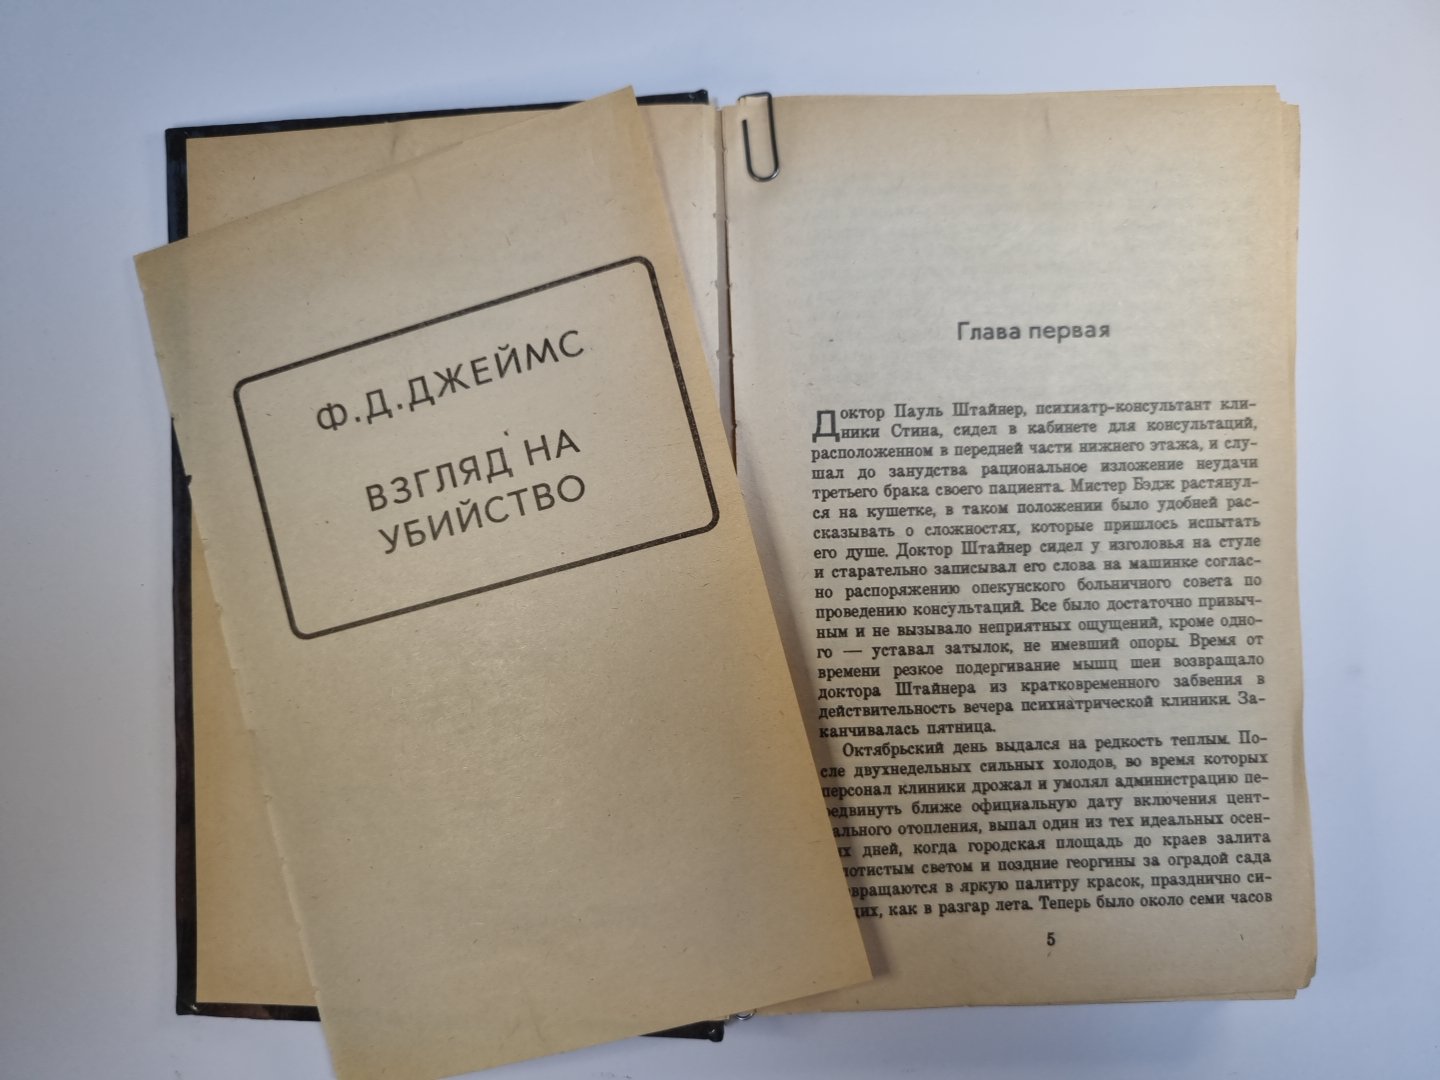 Ф.Д.ДЖЕЙМС
ВЗГЛЯД НА
УБИЙСТВО
Глава первая
Доктор Пауль Штайнер, психиатр-консультант кли-
ники Стина, сидел в кабинете для консультаций,
расположенном в передней части нижнего этажа, и слу-
шал до занудства рациональное изложение неудачи
третьего брака своего пациента. Мистер Бэдж растянул-
ся на кушетке, в таком положении было удобней рас-
сказывать о сложностях, которые пришлось испытать
его душе. Доктор Штайнер сидел у изголовья на стуле
и старательно записывал его слова на машинке соглас-
но распоряжению опекунского больничного совета по
проведению консультаций. Все было достаточно привыч-
ным и не вызывало неприятных ощущений, кроме одно-
го — уставал затылок, не имевший опоры. Время от
времени резкое подергивание мышц шеи возвращало
доктора Штайнера из кратковременного забвения в
действительность вечера психиатрической клиники. За-
канчивалась пятница.
Октябрьский день выдался на редкость теплым. По-
сле двухнедельных сильных холодов, во время которых
персонал клиники дрожал и умолял администрацию пе-
редвинуть ближе официальную дату включения цент-
ального отопления, выпал один из тех идеальных осен-
их дней, когда городская площадь до краев залита
лотистым светом и поздние георгины за оградой сада
вращаются в яркую палитру красок, празднично си-
щих, как в разгар лета. Теперь было около семи часов
5